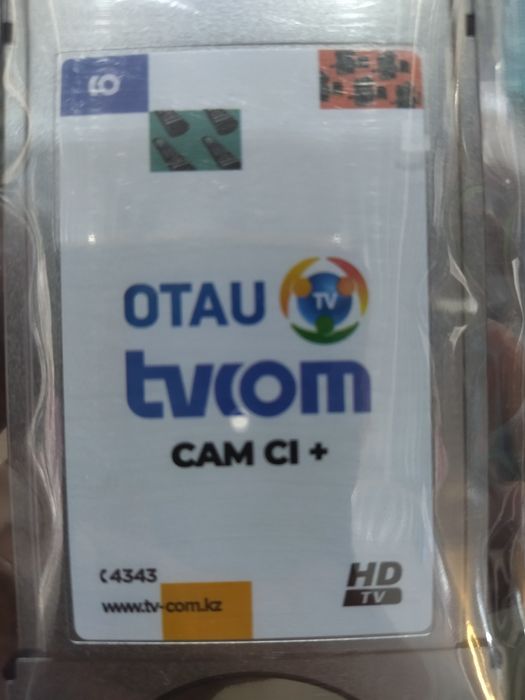 OTAU TV
tvcom
CAM CI +
4343
www.tv-com.kz
HD
TV